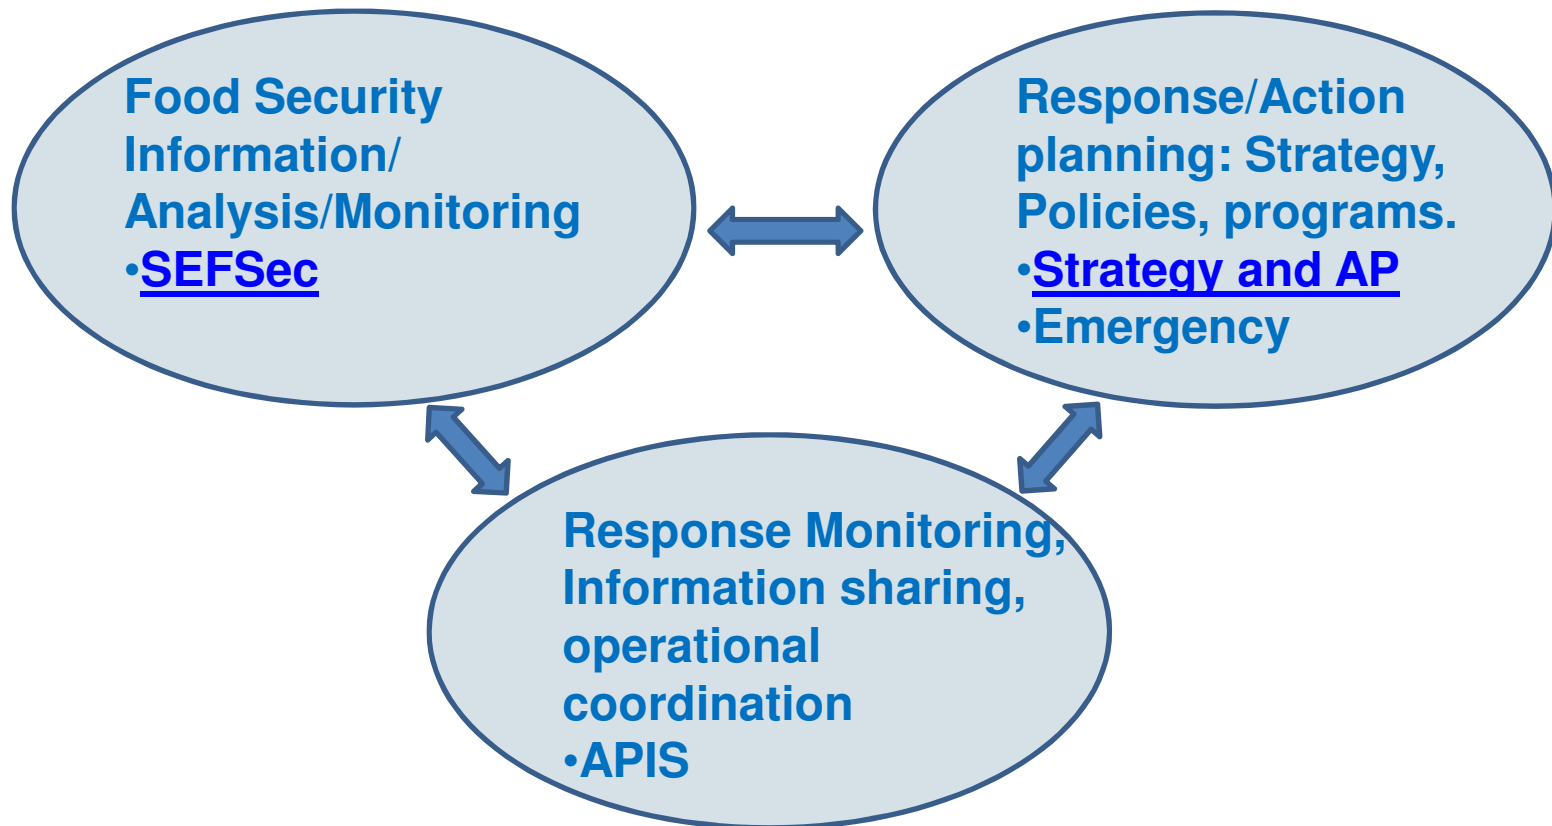 Food Security
Information/
Analysis/Monitoring
•SEFSec
Response/Action
planning: Strategy,
Policies, programs.
•Strategy and AP
•Emergency
Response Monitoring,
Information sharing,
operational
coordination
•APIS